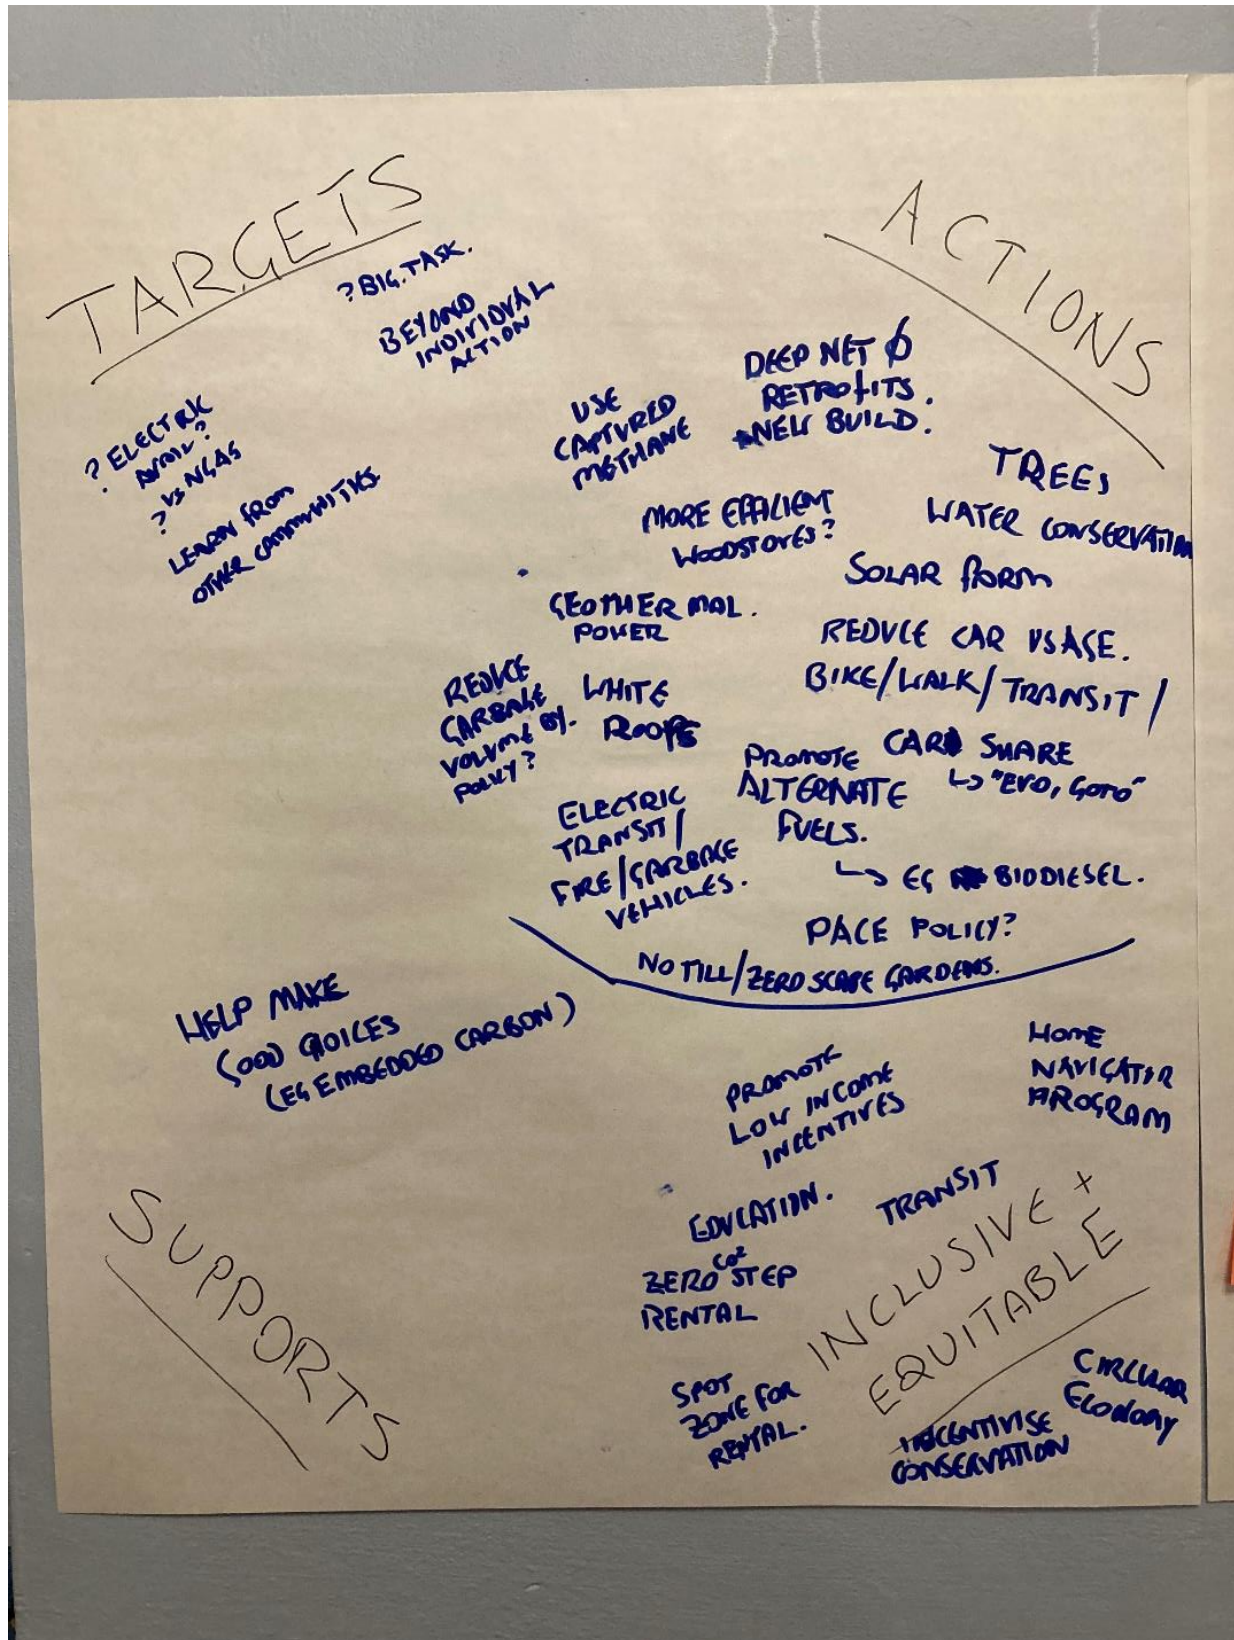 TARGETS
? BIG. TASK.
BEYOND
INDIVIDUAL
ACTION
? ELECTRIC
AVAIL?
? VS NGAS
LEARN FROM
OTHER COMMUNITIES
ACTIONS
DEEP NET Ø
RETROFITS.
NEW BUILD.
USE
CAPTURED
METHANE
TREES
WATER CONSERVATION
MORE EFFICIENT
WOODSTOVES?
SOLAR FARM
GEOTHERMAL.
POWER
REDUCE CAR USAGE.
BIKE/WALK/TRANSIT/
CAR SHARE
↳ "EVO, GOTO"
REDUCE
GARBAGE
VOLUME BY.
POLICY?
WHITE
ROOFS
PROMOTE
ALTERNATE
FUELS.
↳ EG BIODIESEL.
ELECTRIC
TRANSIT/
FIRE/GARBAGE
VEHICLES.
PACE POLICY?
NO TILL/ZERO SCAPE GARDENS.
HELP MAKE
GOOD CHOICES
(EG EMBEDDED CARBON)
SUPPORTS
PROMOTE
LOW INCOME
INCENTIVES
HOME
NAVIGATOR
PROGRAM
EDUCATION.
TRANSIT
ZERO CO2 STEP
RENTAL
INCLUSIVE +
EQUITABLE
SPOT
ZONE FOR
RENTAL.
CIRCULAR
ECONOMY
INCENTIVISE
CONSERVATION